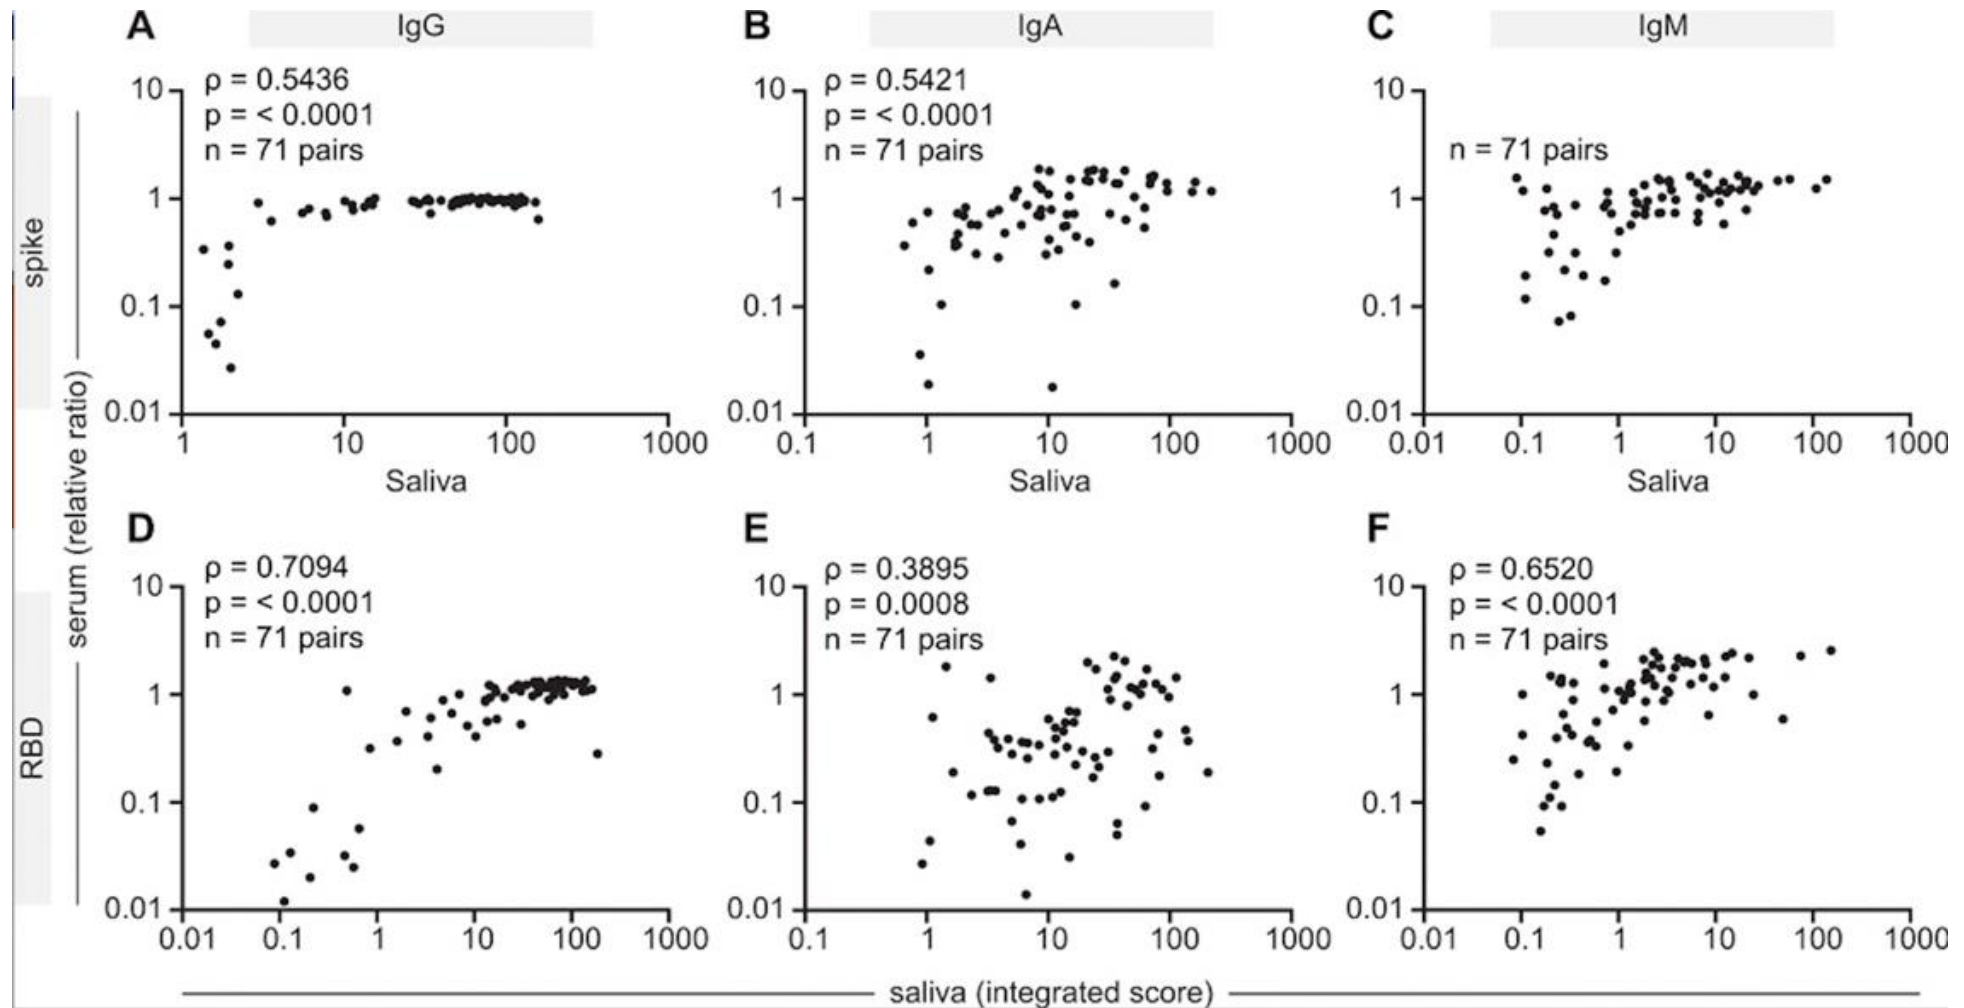 A
IgG
B
IgA
C
IgM
spike
RBD
serum (relative ratio)
ρ = 0.5436
p = < 0.0001
n = 71 pairs
10
1
0.1
0.01
1
10
100
1000
Saliva
ρ = 0.5421
p = < 0.0001
n = 71 pairs
10
1
0.1
0.01
0.1
1
10
100
1000
Saliva
n = 71 pairs
10
1
0.1
0.01
0.01
0.1
1
10
100
1000
Saliva
D
ρ = 0.7094
p = < 0.0001
n = 71 pairs
10
1
0.1
0.01
0.01
0.1
1
10
100
1000
E
ρ = 0.3895
p = 0.0008
n = 71 pairs
10
1
0.1
0.01
0.1
1
10
100
1000
F
ρ = 0.6520
p = < 0.0001
n = 71 pairs
10
1
0.1
0.01
0.01
0.1
1
10
100
1000
saliva (integrated score)